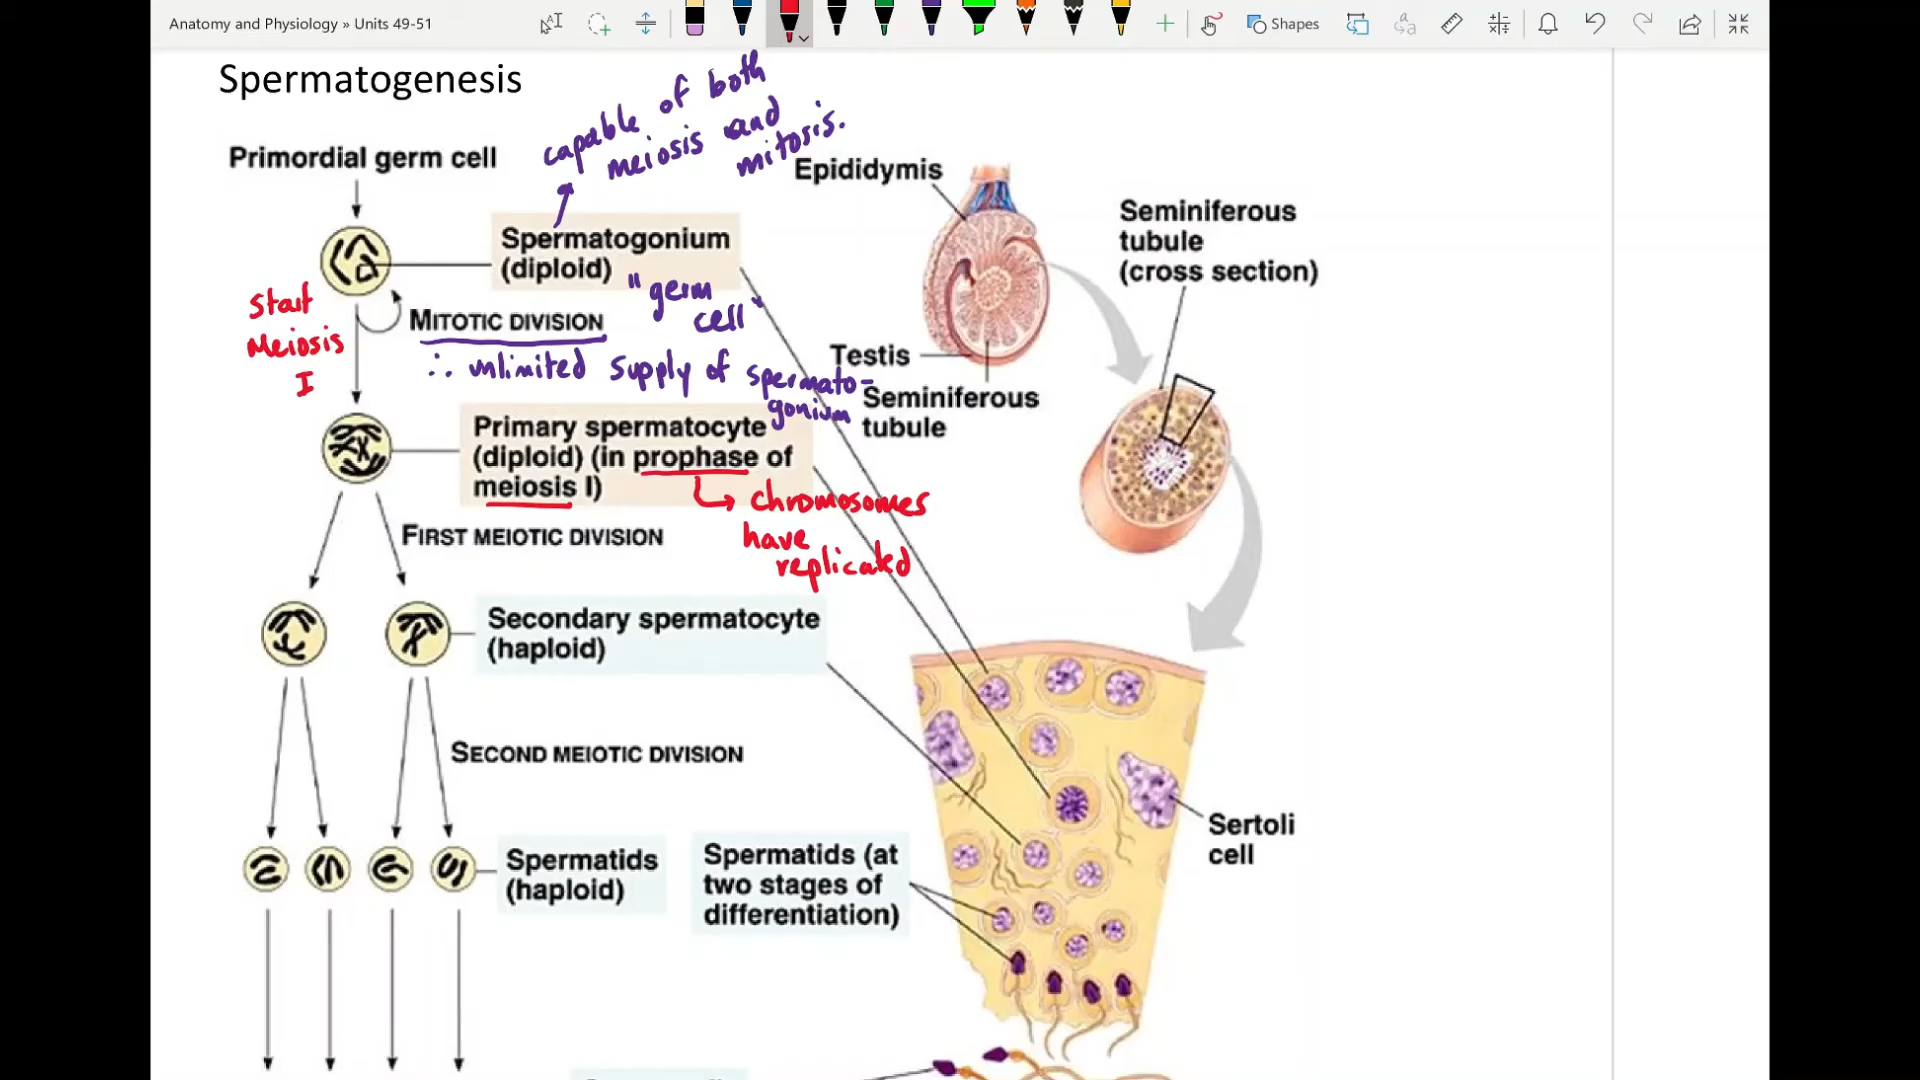 Anatomy and Physiology » Units 49-51
Shapes
Spermatogenesis
capable of both
meiosis and
mitosis.
Primordial germ cell
Spermatogonium
(diploid)
"germ
cell"
Start
Meiosis
I
MITOTIC DIVISION
∴ unlimited supply of spermato-
gonium
Primary spermatocyte
(diploid) (in prophase of
meiosis I)
↳ chromosomes
have
replicated
FIRST MEIOTIC DIVISION
Secondary spermatocyte
(haploid)
SECOND MEIOTIC DIVISION
Spermatids
(haploid)
Spermatids (at
two stages of
differentiation)
Epididymis
Testis
Seminiferous
tubule
Seminiferous
tubule
(cross section)
Sertoli
cell